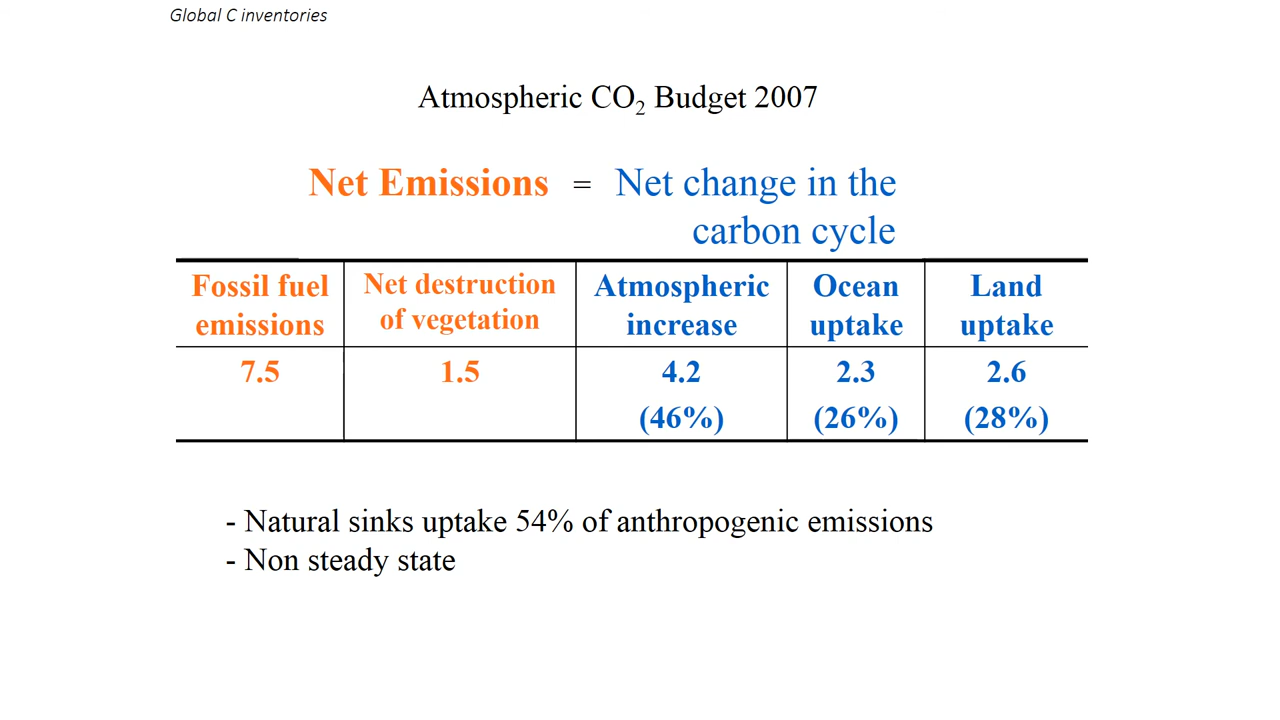 Global C inventories
Atmospheric CO₂ Budget 2007
Net Emissions = Net change in the
carbon cycle
Fossil fuel emissions Net destruction of vegetation Atmospheric increase Ocean uptake Land uptake
7.5 1.5 4.2 2.3 2.6
(46%) (26%) (28%)
- Natural sinks uptake 54% of anthropogenic emissions
- Non steady state